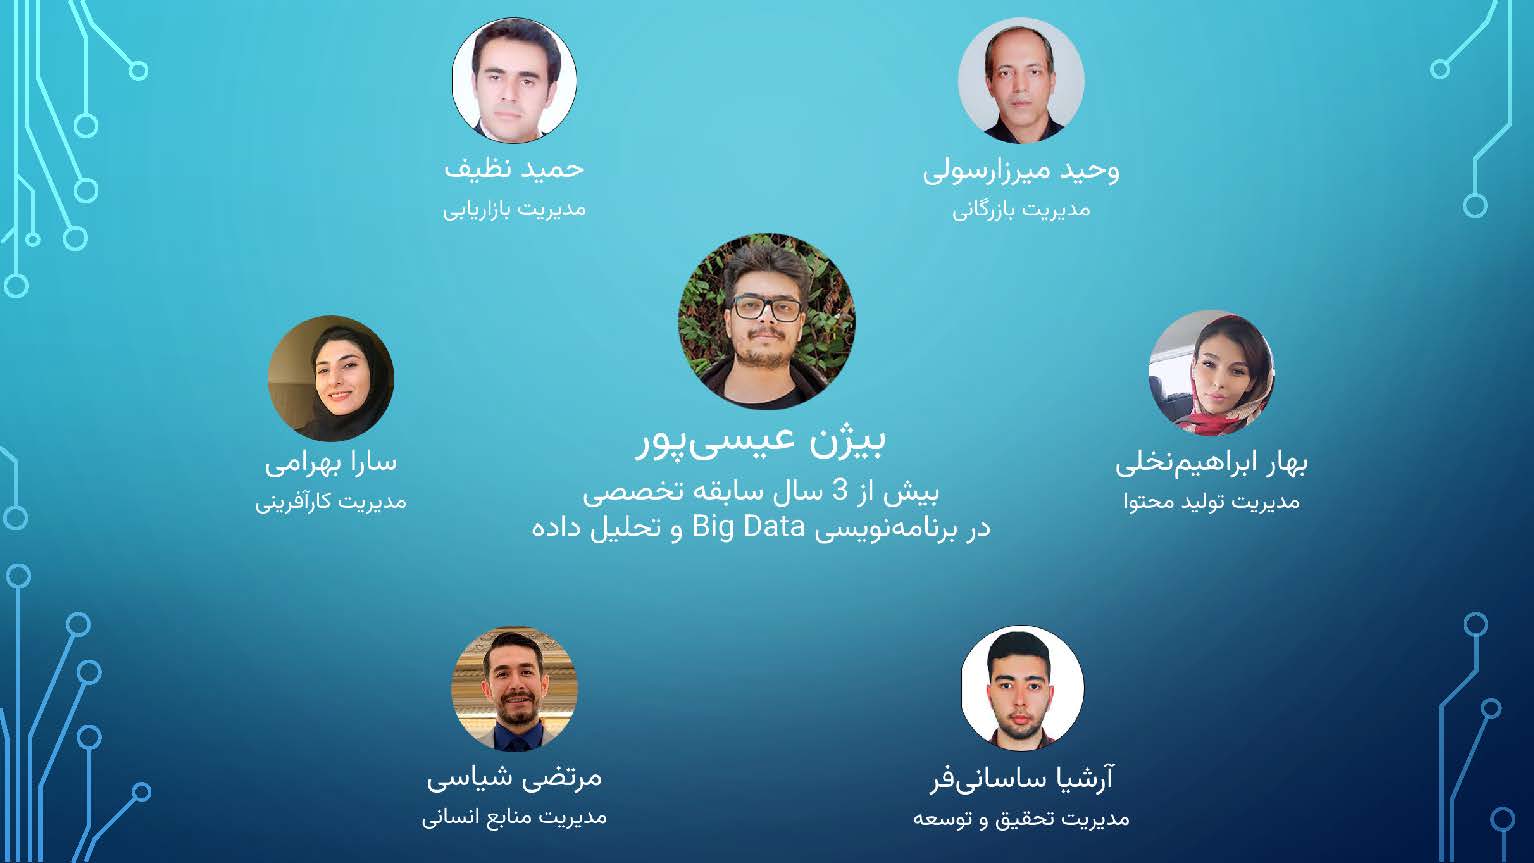 وحید میرزارسولی
مدیریت بازرگانی
حمید نظیف
مدیریت بازاریابی
بیژن عیسی‌پور
بیش از 3 سال سابقه تخصصی
در برنامه‌نویسی Big Data و تحلیل داده
بهار ابراهیم‌نخلی
مدیریت تولید محتوا
سارا بهرامی
مدیریت کارآفرینی
آرشیا ساسانی‌فر
مدیریت تحقیق و توسعه
مرتضی شیاسی
مدیریت منابع انسانی